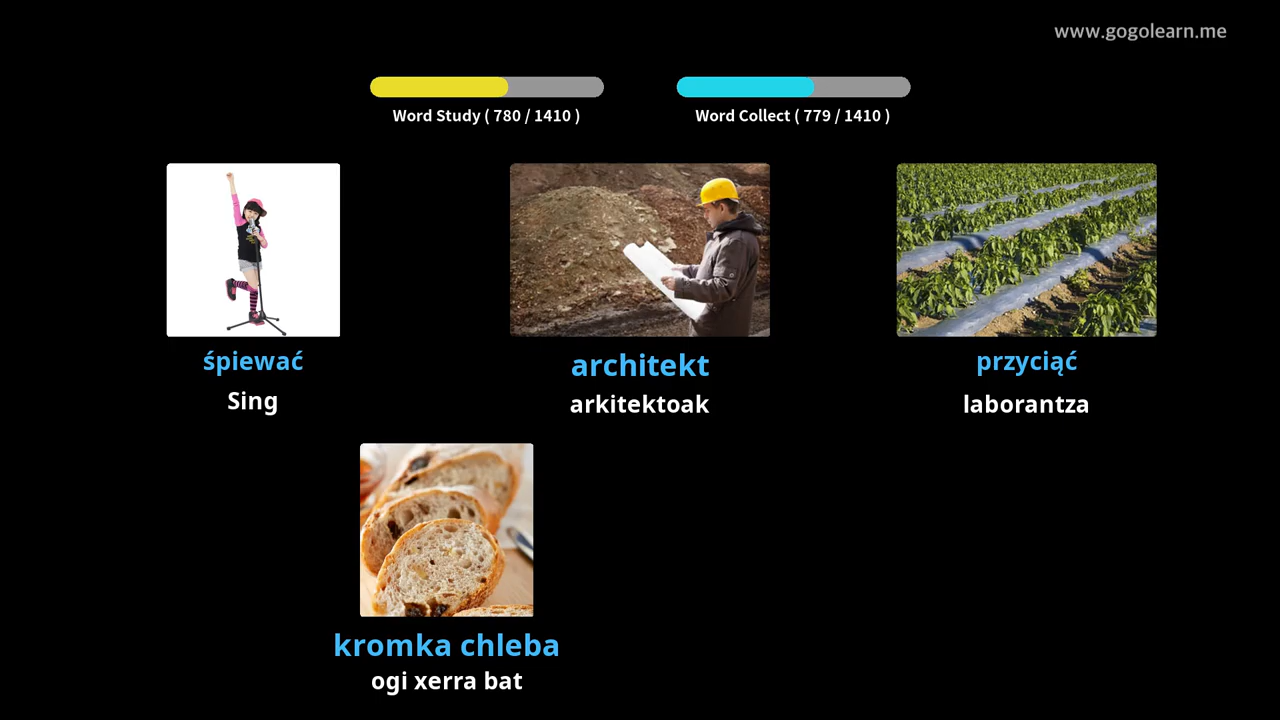 www.gogolearn.me
Word Study ( 780 / 1410 )
Word Collect ( 779 / 1410 )
śpiewać
Sing
architekt
arkitektoak
przyciąć
laborantza
kromka chleba
ogi xerra bat